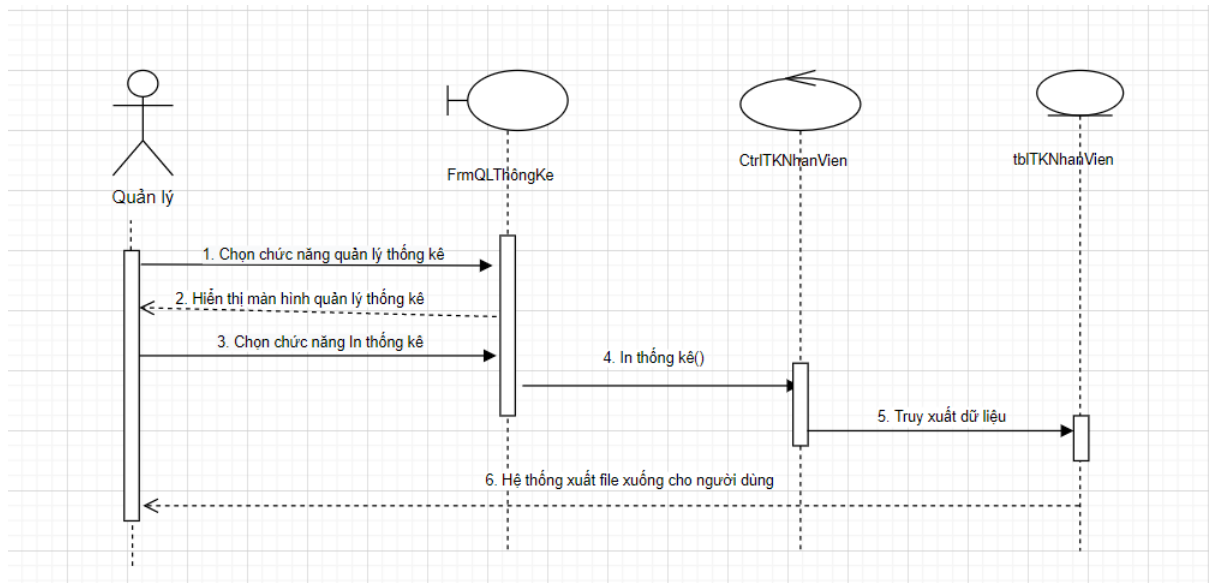 Quản lý
FrmQLThôngKe
CtrlTKNhanVien
tblTKNhanVien
1. Chọn chức năng quản lý thống kê
2. Hiển thị màn hình quản lý thống kê
3. Chọn chức năng In thống kê
4. In thống kê()
5. Truy xuất dữ liệu
6. Hệ thống xuất file xuống cho người dùng